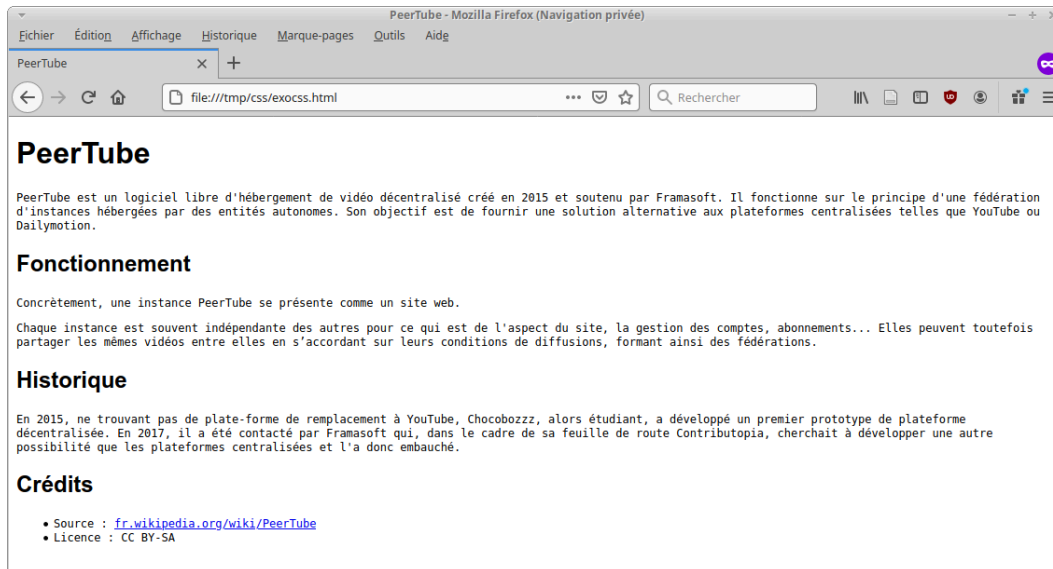 PeerTube - Mozilla Firefox (Navigation privée)
Fichier Édition Affichage Historique Marque-pages Outils Aide
PeerTube
file:///tmp/css/exocss.html
Rechercher
PeerTube
PeerTube est un logiciel libre d'hébergement de vidéo décentralisé créé en 2015 et soutenu par Framasoft. Il fonctionne sur le principe d'une fédération
d'instances hébergées par des entités autonomes. Son objectif est de fournir une solution alternative aux plateformes centralisées telles que YouTube ou
Dailymotion.
Fonctionnement
Concrètement, une instance PeerTube se présente comme un site web.
Chaque instance est souvent indépendante des autres pour ce qui est de l'aspect du site, la gestion des comptes, abonnements... Elles peuvent toutefois
partager les mêmes vidéos entre elles en s’accordant sur leurs conditions de diffusions, formant ainsi des fédérations.
Historique
En 2015, ne trouvant pas de plate-forme de remplacement à YouTube, Chocobozzz, alors étudiant, a développé un premier prototype de plateforme
décentralisée. En 2017, il a été contacté par Framasoft qui, dans le cadre de sa feuille de route Contributopia, cherchait à développer une autre
possibilité que les plateformes centralisées et l'a donc embauché.
Crédits
• Source : fr.wikipedia.org/wiki/PeerTube
• Licence : CC BY-SA